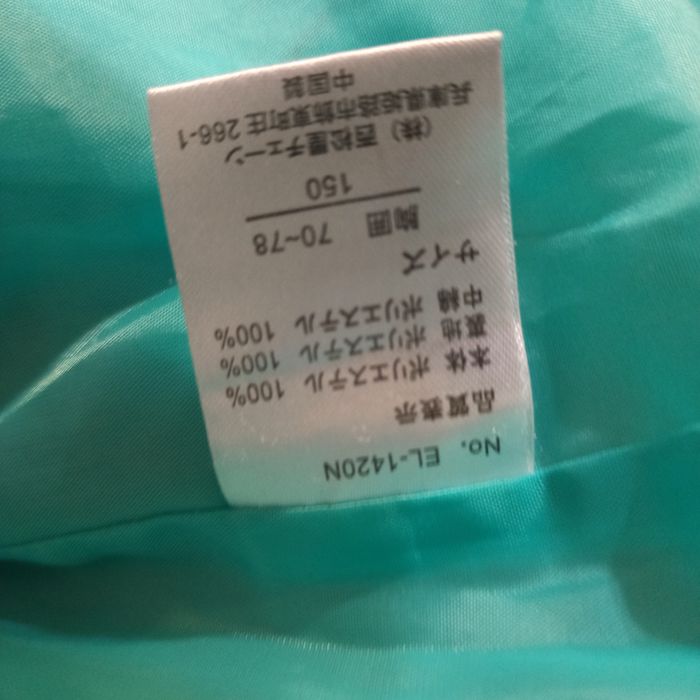 No. EL-1420N
品質表示
本体 ポリエステル 100%
裏地 ポリエステル 100%
中綿 ポリエステル 100%
サイズ
胸囲 70~78
150
(株) 西松屋チェーン
兵庫県姫路市飾東町庄 266-1
中国製